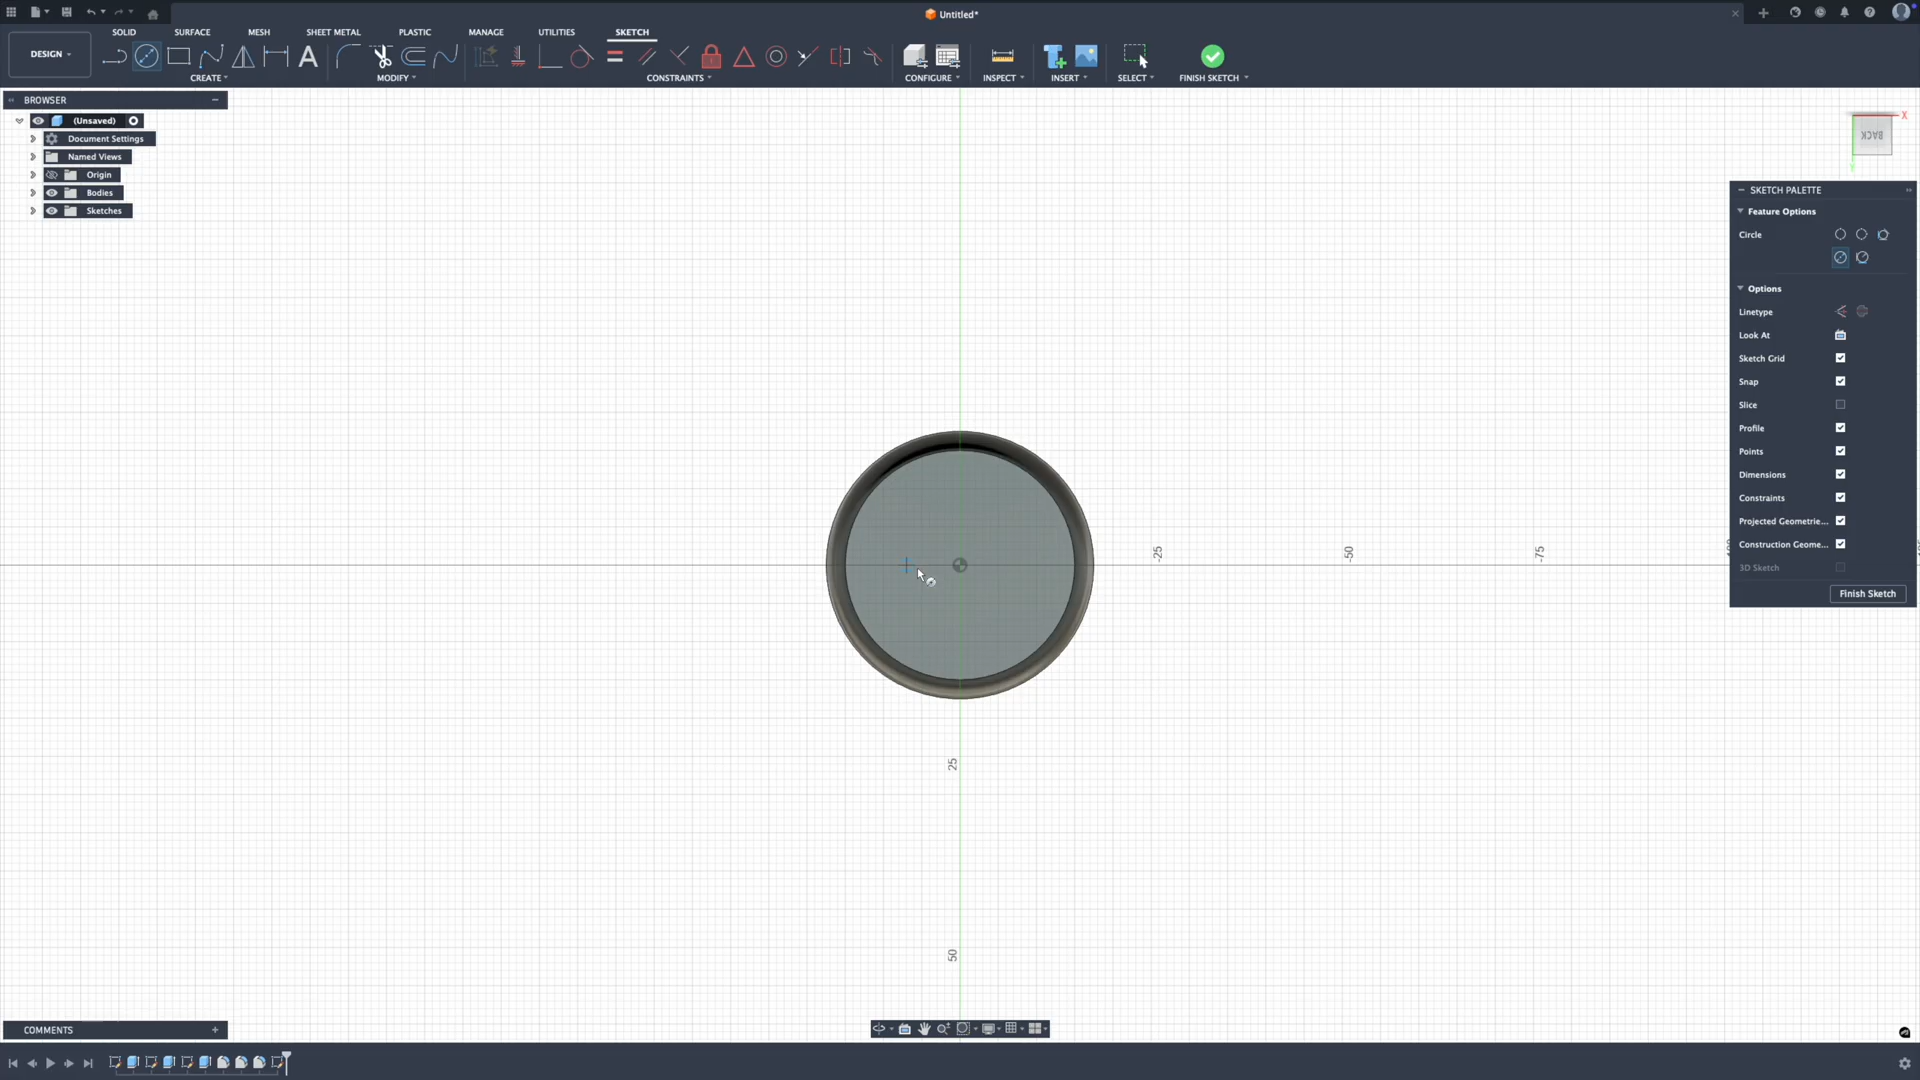 Untitled*
DESIGN
SOLID
SURFACE
MESH
SHEET METAL
PLASTIC
UTILITIES
MANAGE
SKETCH
CREATE
MODIFY
CONSTRAINTS
CONFIGURE
INSPECT
INSERT
SELECT
FINISH SKETCH
BROWSER
(Unsaved)
Document Settings
Named Views
Origin
Bodies
Sketches
BACK
X
SKETCH PALETTE
Feature Options
Circle
Options
Linetype
Look At
Sketch Grid
Snap
Slice
Profile
Points
Dimensions
Constraints
Projected Geometrie...
Construction Geome...
3D Sketch
Finish Sketch
-25
-50
-75
25
50
COMMENTS